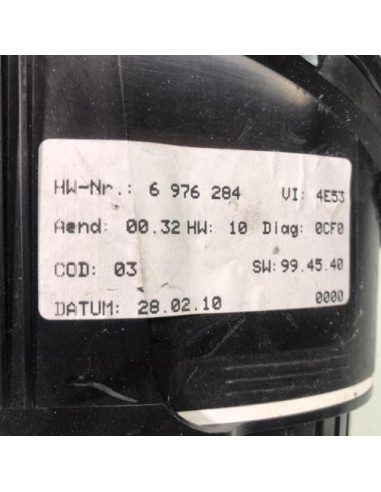 HW-Nr.: 6 976 284 VI: 4E53
Aend: 00.32 HW: 10 Diag: 0CF0
COD: 03 SW: 99.45.40
DATUM: 28.02.10 0000